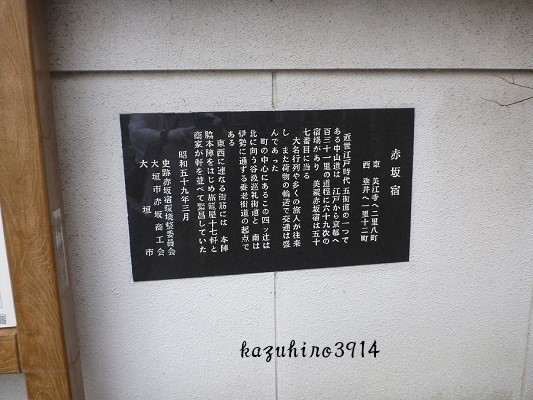 赤坂宿
東 美江寺へ二里八町
西 垂井へ一里十二町
近世江戸時代 五街道の一つで
ある中山道は 江戸から京都へ
百三十一里の道程に六十九次の
宿場があり 美濃赤坂宿は五十
七番目に当る
大名行列や多くの旅人が往来
し また荷物の輸送で交通は盛
んであった
町の中心にあるこの四ッ辻は
北に向う谷汲巡礼街道と 南は
伊勢に通ずる養老街道の起点で
ある
東西に連なる街筋には 本陣
脇本陣をはじめ旅籠屋十七軒と
商家が軒を並べて繁昌していた
昭和五十九年三月
史跡赤坂宿環境整備委員会
大垣市赤坂商工会
大垣市
kazuhiro3914